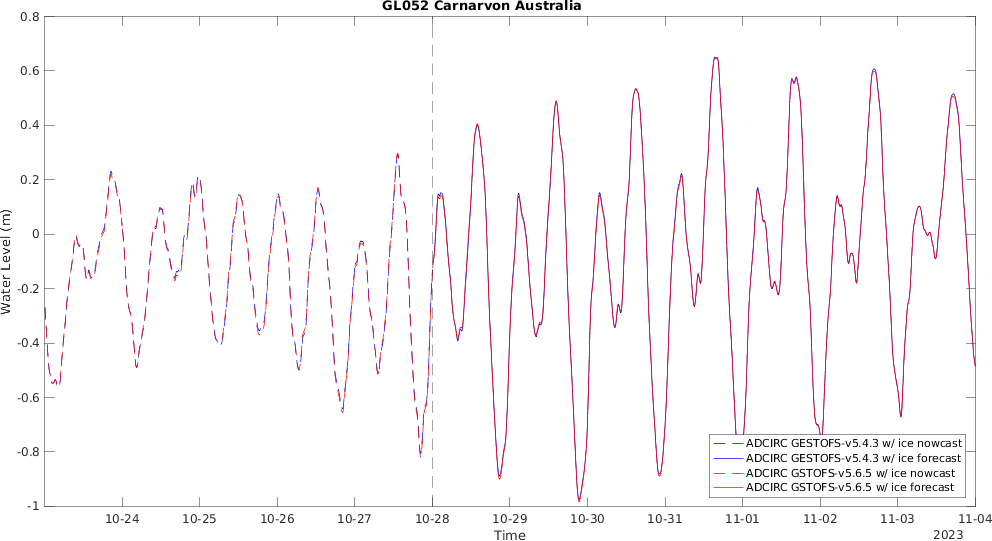 GL052 Carnarvon Australia
0.8
0.6
0.4
0.2
0
-0.2
-0.4
-0.6
-0.8
-1
Water Level (m)
10-24 10-25 10-26 10-27 10-28 10-29 10-30 10-31 11-01 11-02 11-03 11-04
Time
2023
ADCIRC GESTOFS-v5.4.3 w/ ice nowcast
ADCIRC GESTOFS-v5.4.3 w/ ice forecast
ADCIRC GSTOFS-v5.6.5 w/ ice nowcast
ADCIRC GSTOFS-v5.6.5 w/ ice forecast